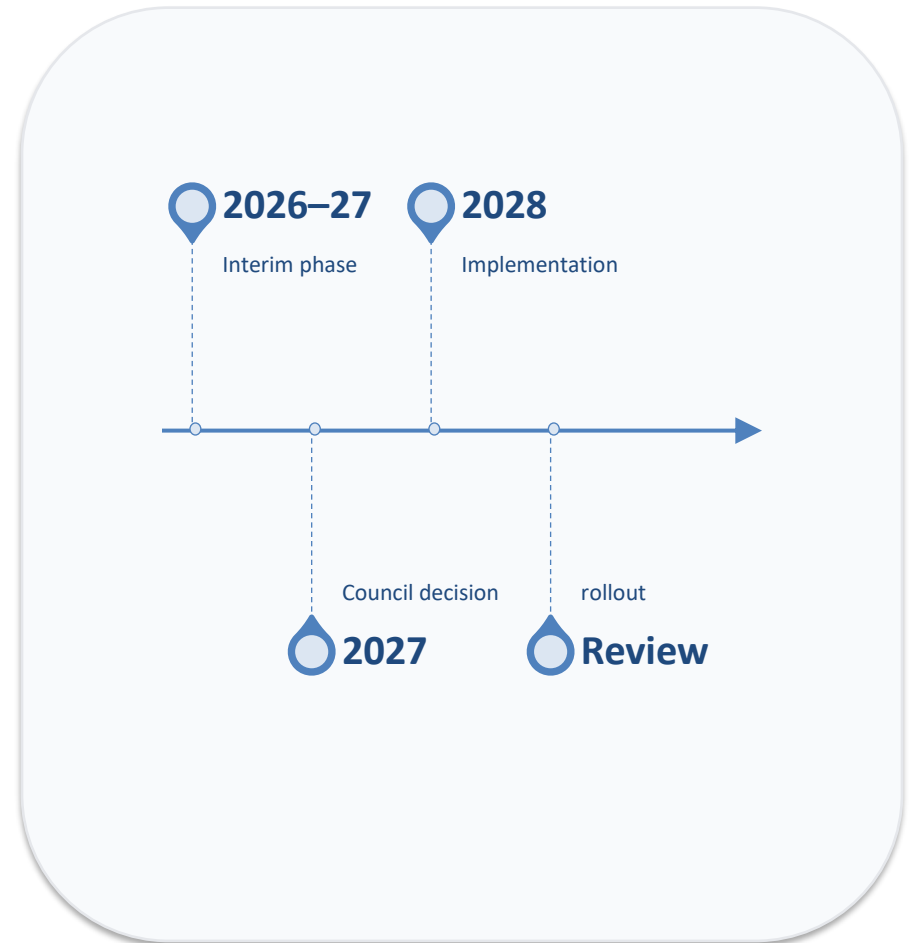 2026–27
Interim phase
2028
Implementation
Council decision
2027
rollout
Review